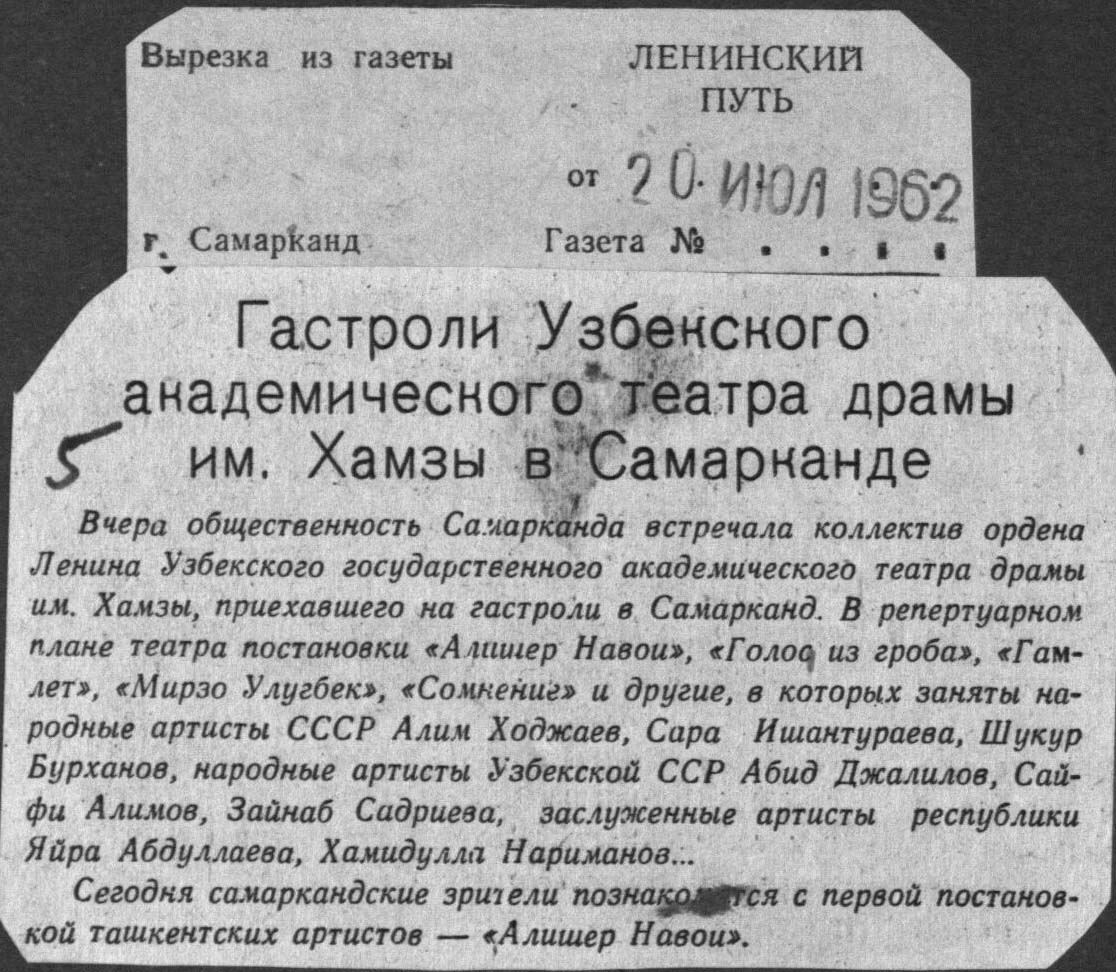 Вырезка из газеты
ЛЕНИНСКИЙ
ПУТЬ
от 20 ИЮЛ 1962
г. Самарканд
Газета № . . . .
Гастроли Узбекского
академического театра драмы
5
им. Хамзы в Самарканде
Вчера общественность Самарканда встречала коллектив ордена
Ленина Узбекского государственного академического театра драмы
им. Хамзы, приехавшего на гастроли в Самарканд. В репертуарном
плане театра постановки «Алишер Навои», «Голос из гроба», «Гам-
лет», «Мирзо Улугбек», «Сомнение» и другие, в которых заняты на-
родные артисты СССР Алим Ходжаев, Сара Ишантураева, Шукур
Бурханов, народные артисты Узбекской ССР Абид Джалилов, Сай-
фи Алимов, Зайнаб Садриева, заслуженные артисты республики
Яйра Абдуллаева, Хамидулла Нариманов...
Сегодня самаркандские зрители познакомятся с первой постанов-
кой ташкентских артистов — «Алишер Навои».